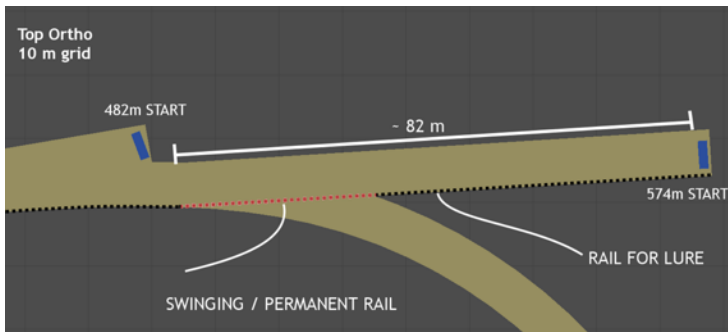 Top Ortho
10 m grid
482m START
~ 82 m
574m START
RAIL FOR LURE
SWINGING / PERMANENT RAIL